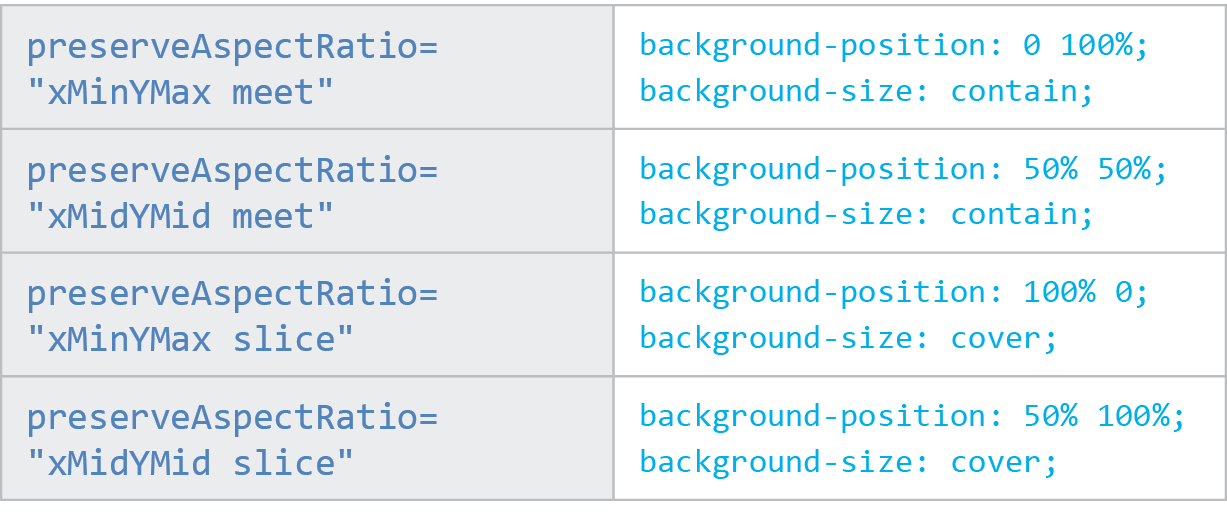 preserveAspectRatio=
"xMinYMax meet"
background-position: 0 100%;
background-size: contain;
preserveAspectRatio=
"xMidYMid meet"
background-position: 50% 50%;
background-size: contain;
preserveAspectRatio=
"xMinYMax slice"
background-position: 100% 0;
background-size: cover;
preserveAspectRatio=
"xMidYMid slice"
background-position: 50% 100%;
background-size: cover;